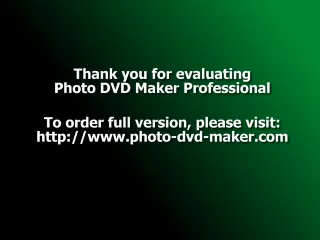 Thank you for evaluating
Photo DVD Maker Professional
To order full version, please visit:
http://www.photo-dvd-maker.com